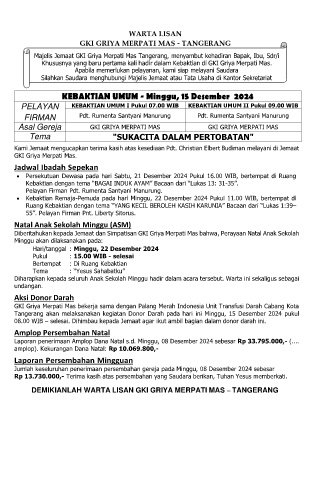 WARTA LISAN
GKI GRIYA MERPATI MAS - TANGERANG
Majelis Jemaat GKI Griya Merpati Mas Tangerang, menyambut kehadiran Bapak, Ibu, Sdr/i
Khususnya yang baru pertama kali hadir dalam Kebaktian di GKI Griya Merpati Mas.
Apabila memerlukan pelayanan, kami siap melayani Saudara
Silahkan Saudara menghubungi Majelis Jemaat atau Tata Usaha di Kantor Sekretariat
KEBAKTIAN UMUM - Minggu, 15 Desember 2024
PELAYAN FIRMAN
KEBAKTIAN UMUM I Pukul 07.00 WIB
KEBAKTIAN UMUM II Pukul 09.00 WIB
Pdt. Rumenta Santyani Manurung
Pdt. Rumenta Santyani Manurung
Asal Gereja
GKI GRIYA MERPATI MAS
GKI GRIYA MERPATI MAS
Tema
"SUKACITA DALAM PERTOBATAN"
Kami Jemaat mengucapkan terima kasih atas kesediaan Pdt. Christian Elbert Budiman melayani di Jemaat
GKI Griya Merpati Mas.
Jadwal Ibadah Sepekan
• Persekutuan Dewasa pada hari Sabtu, 21 Desember 2024 Pukul 16.00 WIB, bertempat di Ruang
Kebaktian dengan tema "BAGAI INDUK AYAM" Bacaan dari "Lukas 13: 31-35".
Pelayan Firman Pdt. Rumenta Santyani Manurung.
• Kebaktian Remaja-Pemuda pada hari Minggu, 22 Desember 2024 Pukul 11.00 WIB, bertempat di
Ruang Kebaktian dengan tema "YANG KECIL BEROLEH KASIH KARUNIA" Bacaan dari "Lukas 1:39–
55". Pelayan Firman Pnt. Liberty Sitorus.
Natal Anak Sekolah Minggu (ASM)
Diberitahukan kepada Jemaat dan Simpatisan GKI Griya Merpati Mas bahwa, Perayaan Natal Anak Sekolah
Minggu akan dilaksanakan pada:
Hari/tanggal : Minggu, 22 Desember 2024
Pukul : 15.00 WIB - selesai
Bertempat : Di Ruang Kebaktian
Tema : "Yesus Sahabatku"
Diharapkan kepada seluruh Anak Sekolah Minggu hadir dalam acara tersebut. Warta ini sekaligus sebagai
undangan.
Aksi Donor Darah
GKI Griya Merpati Mas bekerja sama dengan Palang Merah Indonesia Unit Transfusi Darah Cabang Kota
Tangerang akan melaksanakan kegiatan Donor Darah pada hari ini Minggu, 15 Desember 2024 pukul
08.00 WIB – selesai. Dihimbau kepada Jemaat agar ikut ambil bagian dalam donor darah ini.
Amplop Persembahan Natal
Laporan penerimaan Amplop Dana Natal s.d. Minggu, 08 Desember 2024 sebesar Rp 33.795.000,- (....
amplop). Kekurangan Dana Natal: Rp 10.069.800,-
Laporan Persembahan Mingguan
Jumlah keseluruhan penerimaan persembahan gereja pada Minggu, 08 Desember 2024 sebesar
Rp 13.730.000,- Terima kasih atas persembahan yang Saudara berikan, Tuhan Yesus memberkati.
DEMIKIANLAH WARTA LISAN GKI GRIYA MERPATI MAS – TANGERANG